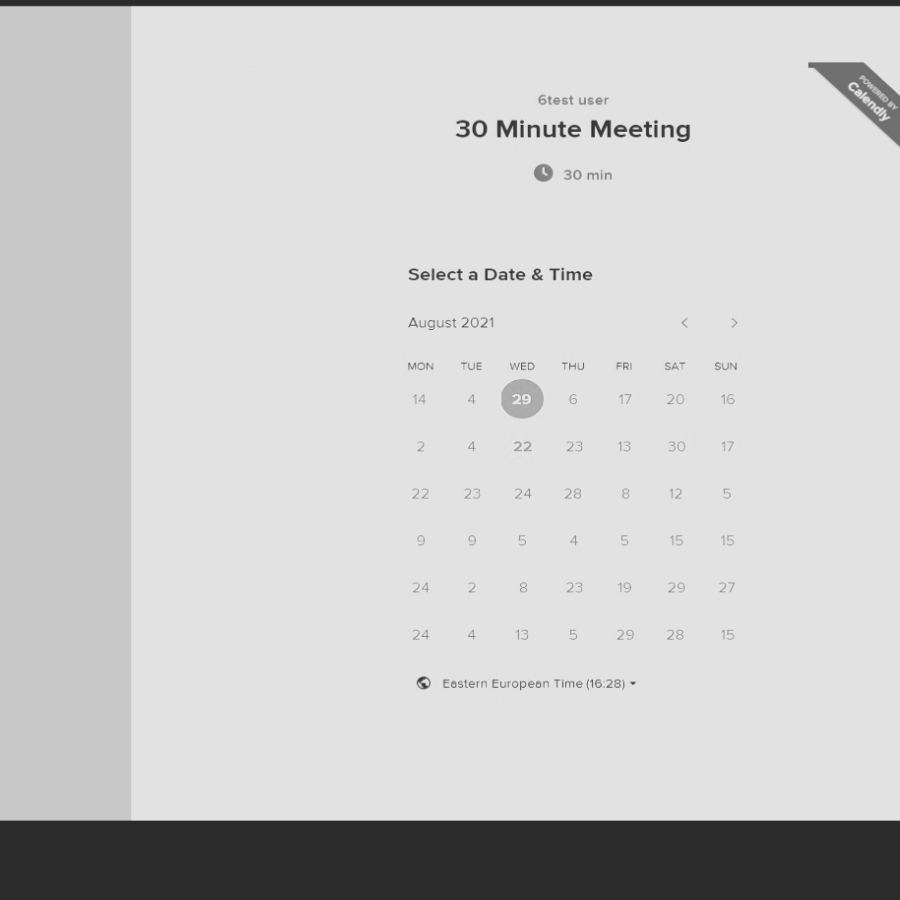 POWERED BY
Calendly
6test user
30 Minute Meeting
30 min
Select a Date & Time
August 2021
MON TUE WED THU FRI SAT SUN
14 4 29 6 17 20 16
2 4 22 23 13 30 17
22 23 24 28 8 12 5
9 9 5 4 5 15 15
24 2 8 23 19 29 27
24 4 13 5 29 28 15
Eastern European Time (16:28)